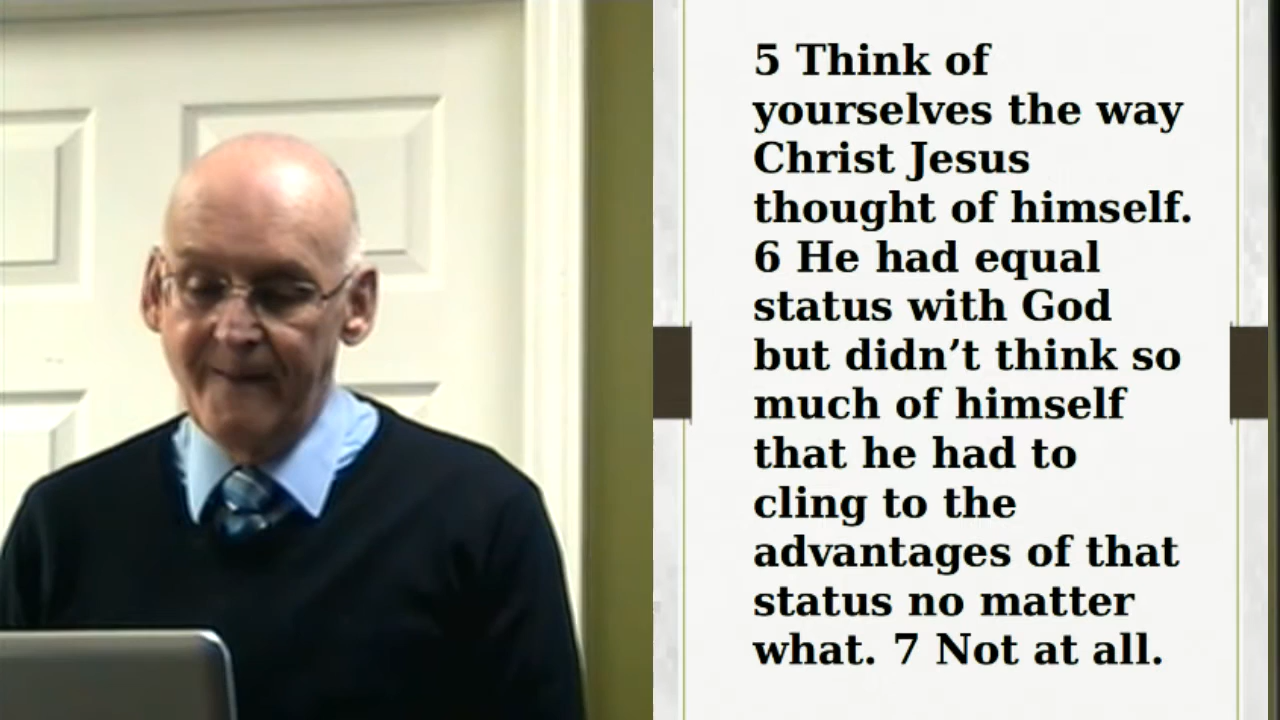 5 Think of
yourselves the way
Christ Jesus
thought of himself.
6 He had equal
status with God
but didn’t think so
much of himself
that he had to
cling to the
advantages of that
status no matter
what. 7 Not at all.